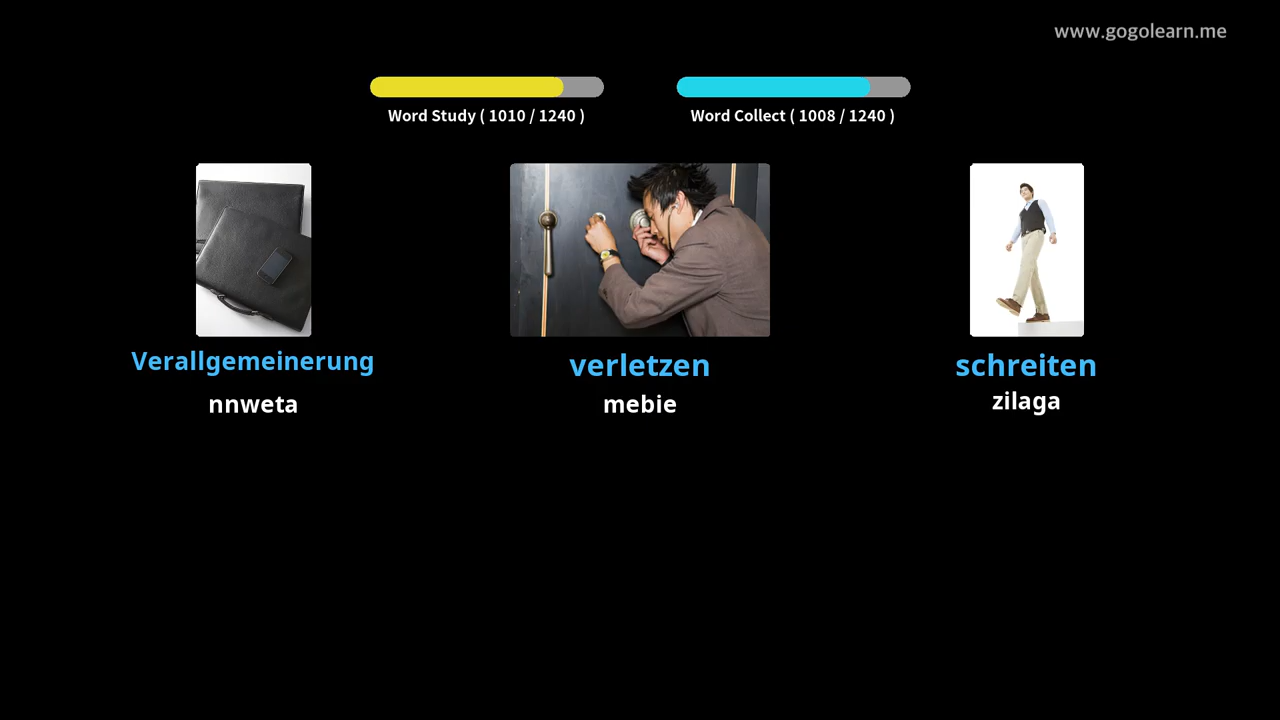 www.gogolearn.me
Word Study ( 1010 / 1240 )
Word Collect ( 1008 / 1240 )
Verallgemeinerung
nnweta
verletzen
mebie
schreiten
zilaga